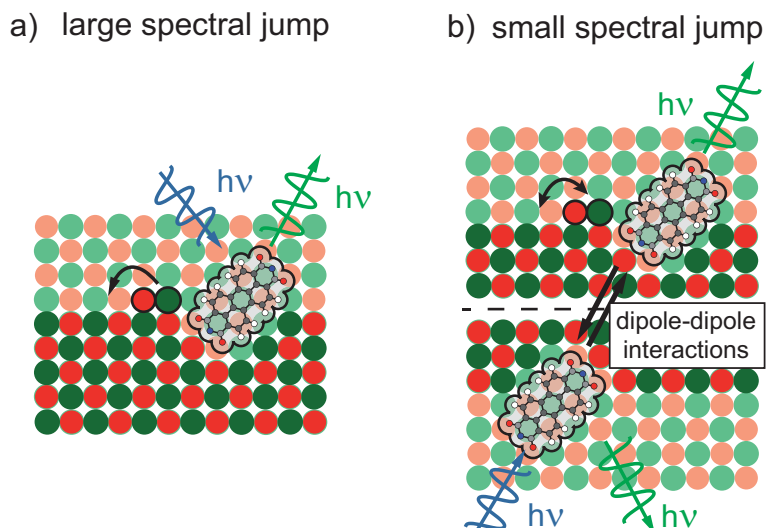 a) large spectral jump
b) small spectral jump
hν
hν
hν
dipole-dipole
interactions
hν
hν